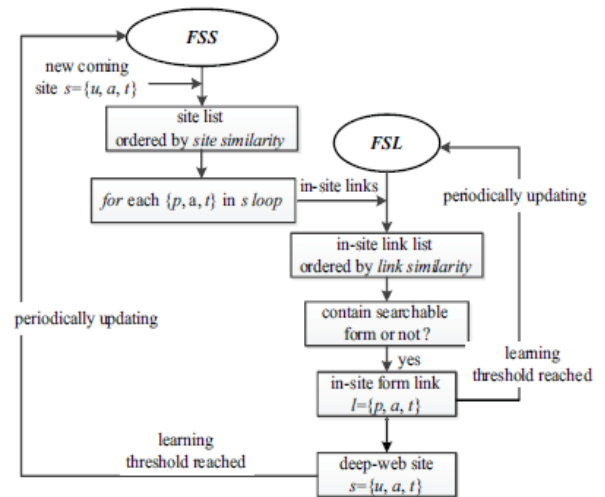 FSS
new coming
site s={u, a, t}
site list
ordered by site similarity
FSL
for each {p, a, t} in s loop
in-site links
periodically updating
in-site link list
ordered by link similarity
contain searchable
form or not?
periodically updating
yes
learning
threshold reached
in-site form link
l={p, a, t}
learning
threshold reached
deep-web site
s={u, a, t}